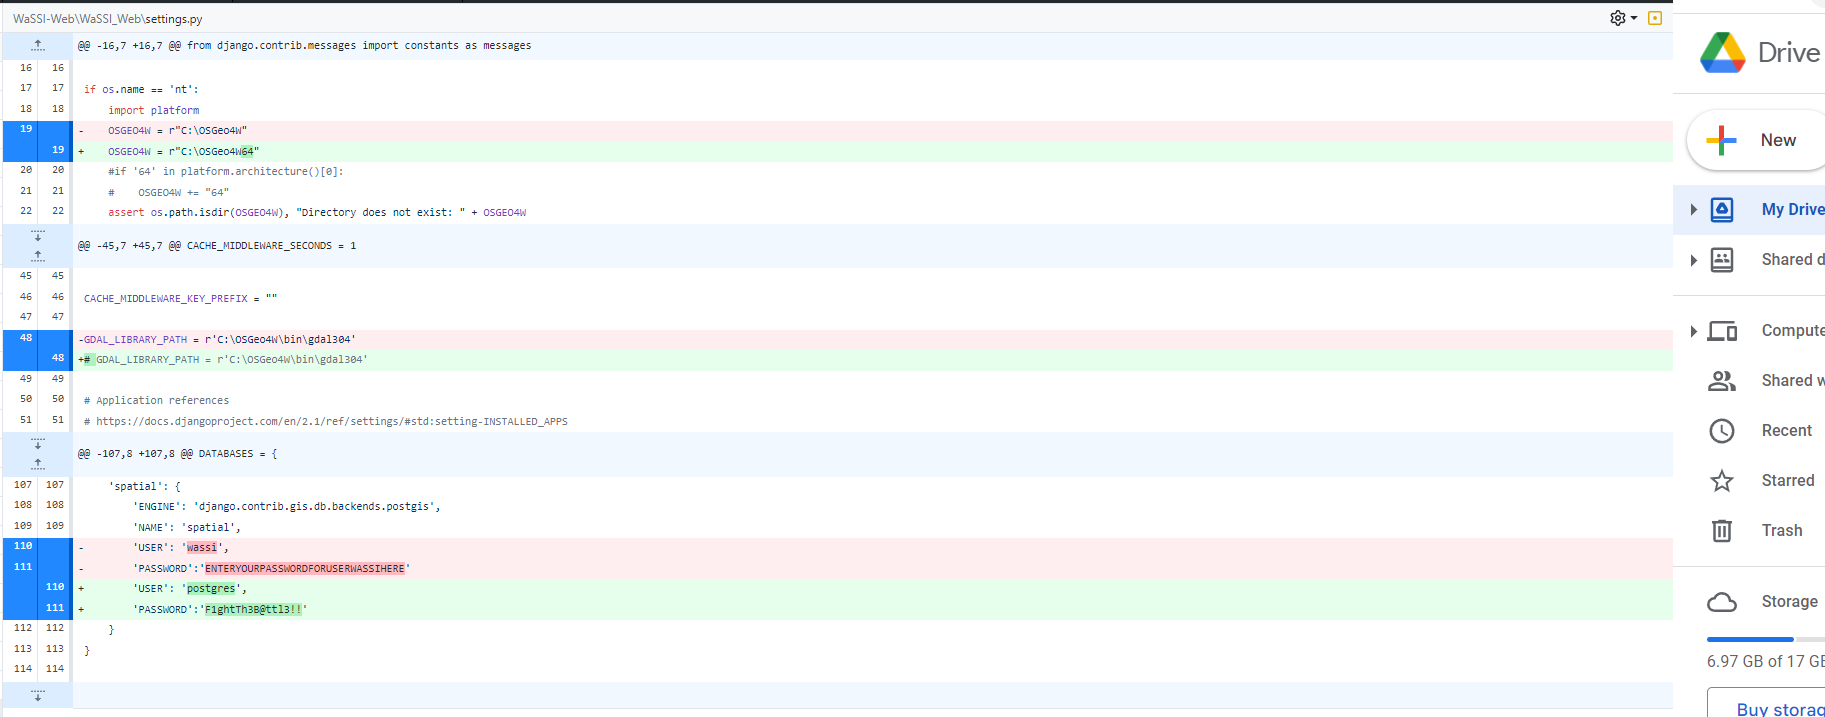 WaSSI-Web\WaSSI_Web\settings.py
@@ -16,7 +16,7 @@ from django.contrib.messages import constants as messages
16 16
17 17 if os.name == 'nt':
18 18 import platform
19 - OSGEO4W = r"C:\OSGeo4W"
19 + OSGEO4W = r"C:\OSGeo4W64"
20 20 #if '64' in platform.architecture()[0]:
21 21 # OSGEO4W += "64"
22 22 assert os.path.isdir(OSGEO4W), "Directory does not exist: " + OSGEO4W
@@ -45,7 +45,7 @@ CACHE_MIDDLEWARE_SECONDS = 1
45 45
46 46 CACHE_MIDDLEWARE_KEY_PREFIX = ""
47 47
48 -GDAL_LIBRARY_PATH = r'C:\OSGeo4W\bin\gdal304'
48 +# GDAL_LIBRARY_PATH = r'C:\OSGeo4W\bin\gdal304'
49 49
50 50 # Application references
51 51 # https://docs.djangoproject.com/en/2.1/ref/settings/#std:setting-INSTALLED_APPS
@@ -107,8 +107,8 @@ DATABASES = {
107 107 'spatial': {
108 108 'ENGINE': 'django.contrib.gis.db.backends.postgis',
109 109 'NAME': 'spatial',
110 - 'USER': 'wassi',
111 - 'PASSWORD':'ENTERYOURPASSWORDFORUSERWASSIHERE'
110 + 'USER': 'postgres',
111 + 'PASSWORD':'F1ghtTh3B@ttl3!!'
112 112 }
113 113 }
114 114
Drive
New
My Drive
Shared d
Compute
Shared w
Recent
Starred
Trash
Storage
6.97 GB of 17 GB
Buy storag